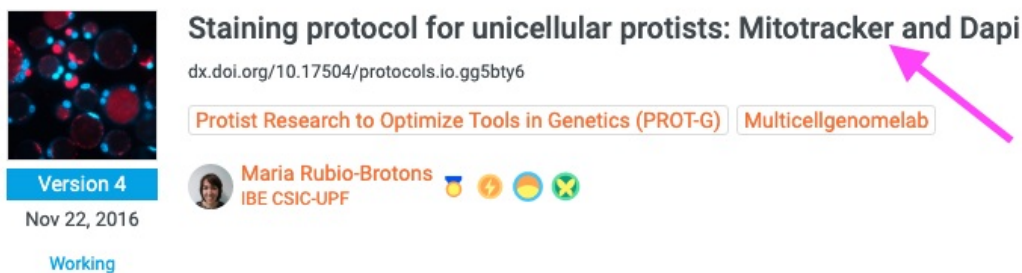 Staining protocol for unicellular protists: Mitotracker and Dapi
dx.doi.org/10.17504/protocols.io.gg5bty6
Protist Research to Optimize Tools in Genetics (PROT-G) Multicellgenomelab
Maria Rubio-Brotons
IBE CSIC-UPF
Version 4
Nov 22, 2016
Working